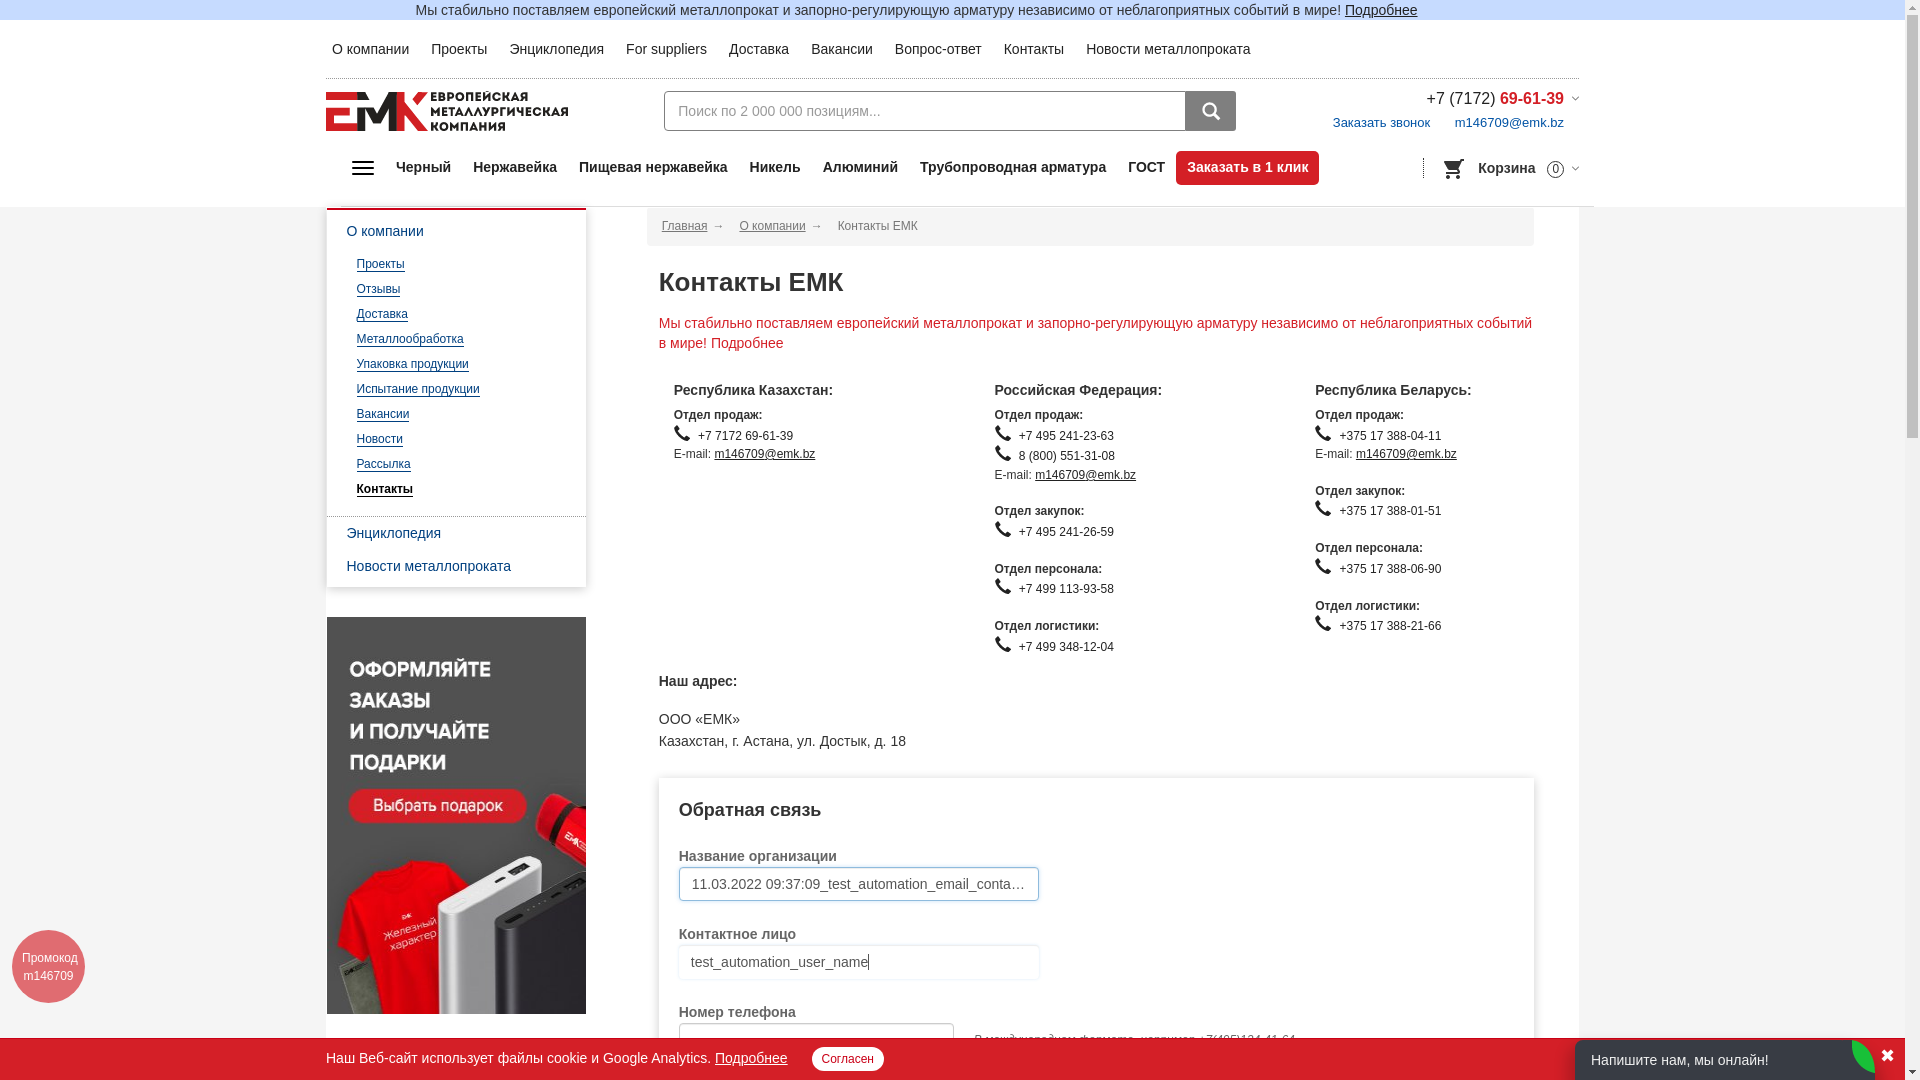 Мы стабильно поставляем европейский металлопрокат и запорно-регулирующую арматуру независимо от неблагоприятных событий в мире! Подробнее
О компании Проекты Энциклопедия For suppliers Доставка Вакансии Вопрос-ответ Контакты Новости металлопроката
ЕМК ЕВРОПЕЙСКАЯ
МЕТАЛЛУРГИЧЕСКАЯ
КОМПАНИЯ
Поиск по 2 000 000 позициям...
+7 (7172) 69-61-39
Заказать звонок m146709@emk.bz
Черный Нержавейка Пищевая нержавейка Никель Алюминий Трубопроводная арматура ГОСТ Заказать в 1 клик
Корзина 0
О компании
Проекты
Отзывы
Доставка
Металлообработка
Упаковка продукции
Испытание продукции
Вакансии
Новости
Рассылка
Контакты
Энциклопедия
Новости металлопроката
ОФОРМЛЯЙТЕ
ЗАКАЗЫ
И ПОЛУЧАЙТЕ
ПОДАРКИ
Выбрать подарок
ЕМК
ЕМК
Железный
характер
Промокод
m146709
Главная → О компании → Контакты ЕМК
Контакты ЕМК
Мы стабильно поставляем европейский металлопрокат и запорно-регулирующую арматуру независимо от неблагоприятных событий
в мире! Подробнее
Республика Казахстан:
Отдел продаж:
+7 7172 69-61-39
E-mail: m146709@emk.bz
Российская Федерация:
Отдел продаж:
+7 495 241-23-63
8 (800) 551-31-08
E-mail: m146709@emk.bz
Отдел закупок:
+7 495 241-26-59
Отдел персонала:
+7 499 113-93-58
Отдел логистики:
+7 499 348-12-04
Республика Беларусь:
Отдел продаж:
+375 17 388-04-11
E-mail: m146709@emk.bz
Отдел закупок:
+375 17 388-01-51
Отдел персонала:
+375 17 388-06-90
Отдел логистики:
+375 17 388-21-66
Наш адрес:
ООО «ЕМК»
Казахстан, г. Астана, ул. Достык, д. 18
Обратная связь
Название организации
11.03.2022 09:37:09_test_automation_email_conta…
Контактное лицо
test_automation_user_name
Номер телефона
Наш Веб-сайт использует файлы cookie и Google Analytics. Подробнее Согласен
Напишите нам, мы онлайн!